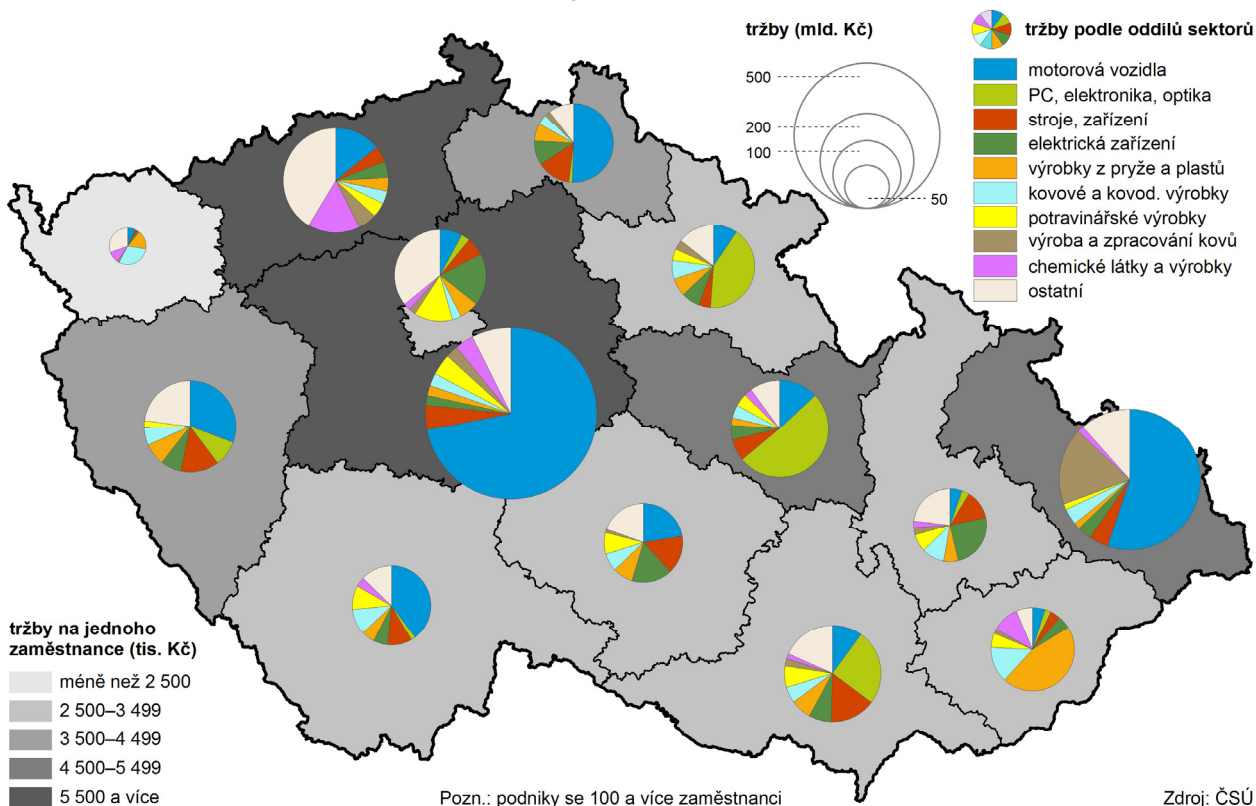 tržby (mld. Kč)
500
200
100
50
tržby podle oddílů sektorů
motorová vozidla
PC, elektronika, optika
stroje, zařízení
elektrická zařízení
výrobky z pryže a plastů
kovové a kovod. výrobky
potravinářské výrobky
výroba a zpracování kovů
chemické látky a výrobky
ostatní
tržby na jednoho
zaměstnance (tis. Kč)
méně než 2 500
2 500–3 499
3 500–4 499
4 500–5 499
5 500 a více
Pozn.: podniky se 100 a více zaměstnanci
Zdroj: ČSÚ